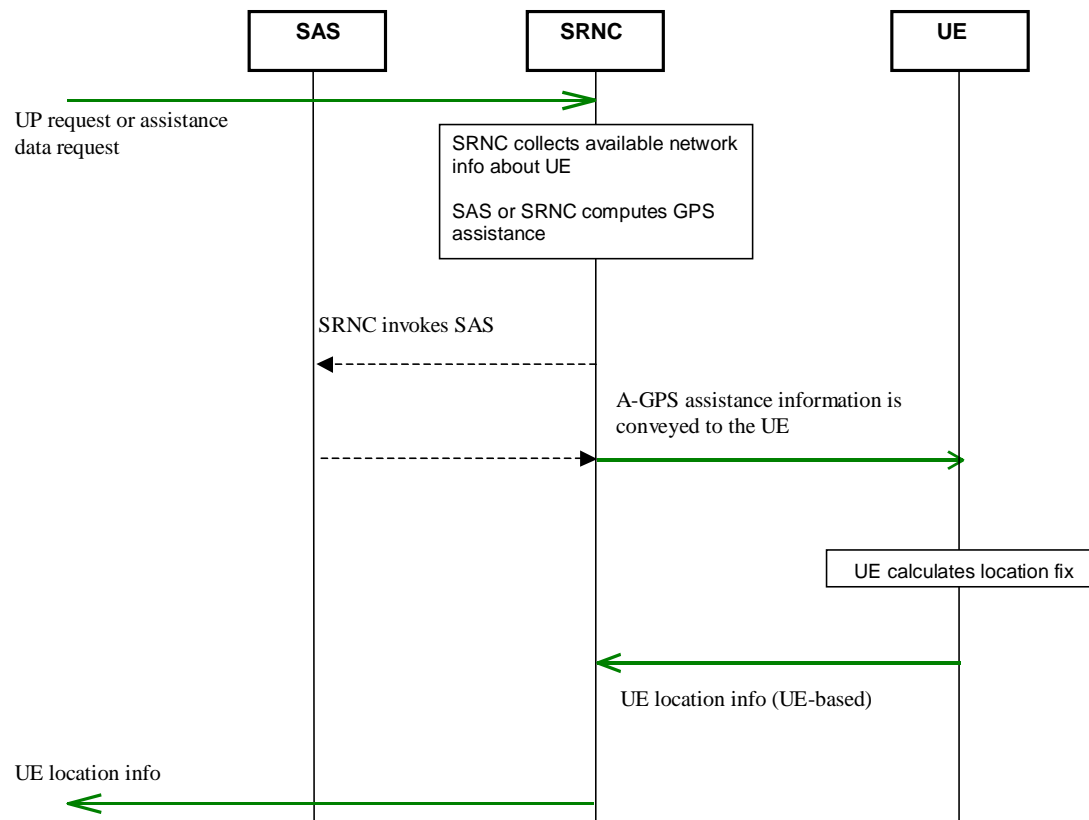 SAS
SRNC
UE
UP request or assistance
data request
SRNC collects available network
info about UE
SAS or SRNC computes GPS
assistance
SRNC invokes SAS
A-GPS assistance information is
conveyed to the UE
UE calculates location fix
UE location info (UE-based)
UE location info